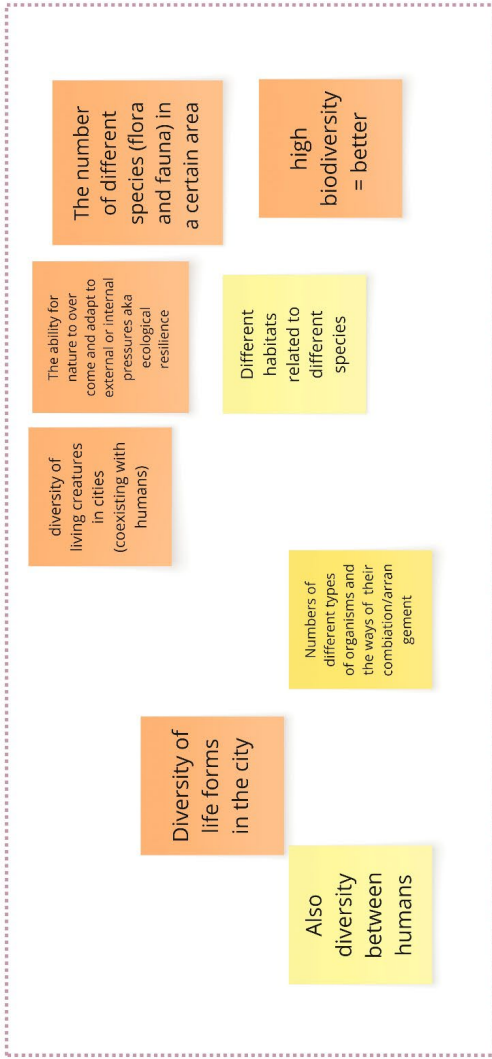 diversity of
living creatures
in cities
(coexisting with
humans)
The ability for
nature to over
come and adapt to
external or internal
pressures aka
ecological
resilience
The number
of different
species (flora
and fauna) in
a certain area
Diversity of
life forms
in the city
Different
habitats
related to
different
species
high
biodiversity
= better
Also
diversity
between
humans
Numbers of
different types
of organisms and
the ways of their
combiation/arran
gement